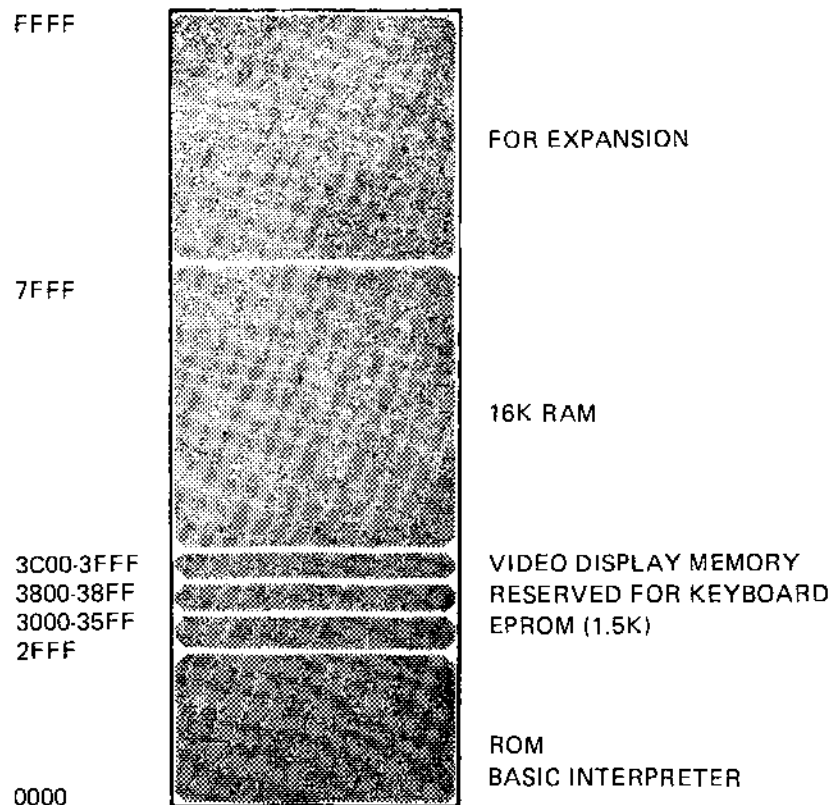 FFFF
FOR EXPANSION
7FFF
16K RAM
3C00-3FFF VIDEO DISPLAY MEMORY
3800-38FF RESERVED FOR KEYBOARD
3000-35FF EPROM (1.5K)
2FFF
ROM
BASIC INTERPRETER
0000